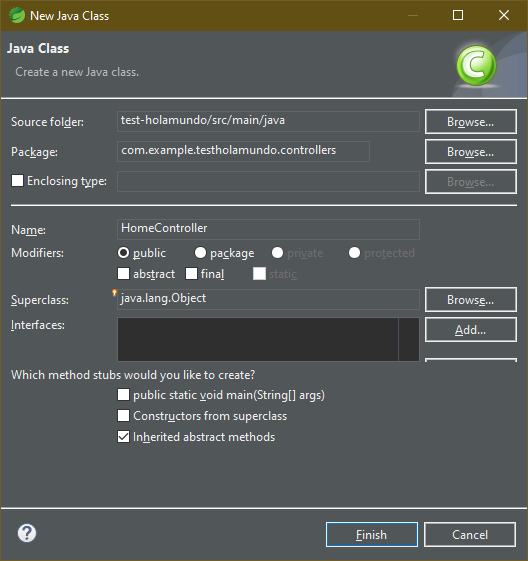 New Java Class
Java Class
Create a new Java class.
Source folder: test-holamundo/src/main/java Browse...
Package: com.example.testholamundo.controllers Browse...
Enclosing type: Browse...
Name: HomeController
Modifiers: public package private protected
abstract final static
Superclass: java.lang.Object Browse...
Interfaces: Add...
Which method stubs would you like to create?
public static void main(String[] args)
Constructors from superclass
Inherited abstract methods
? Finish Cancel